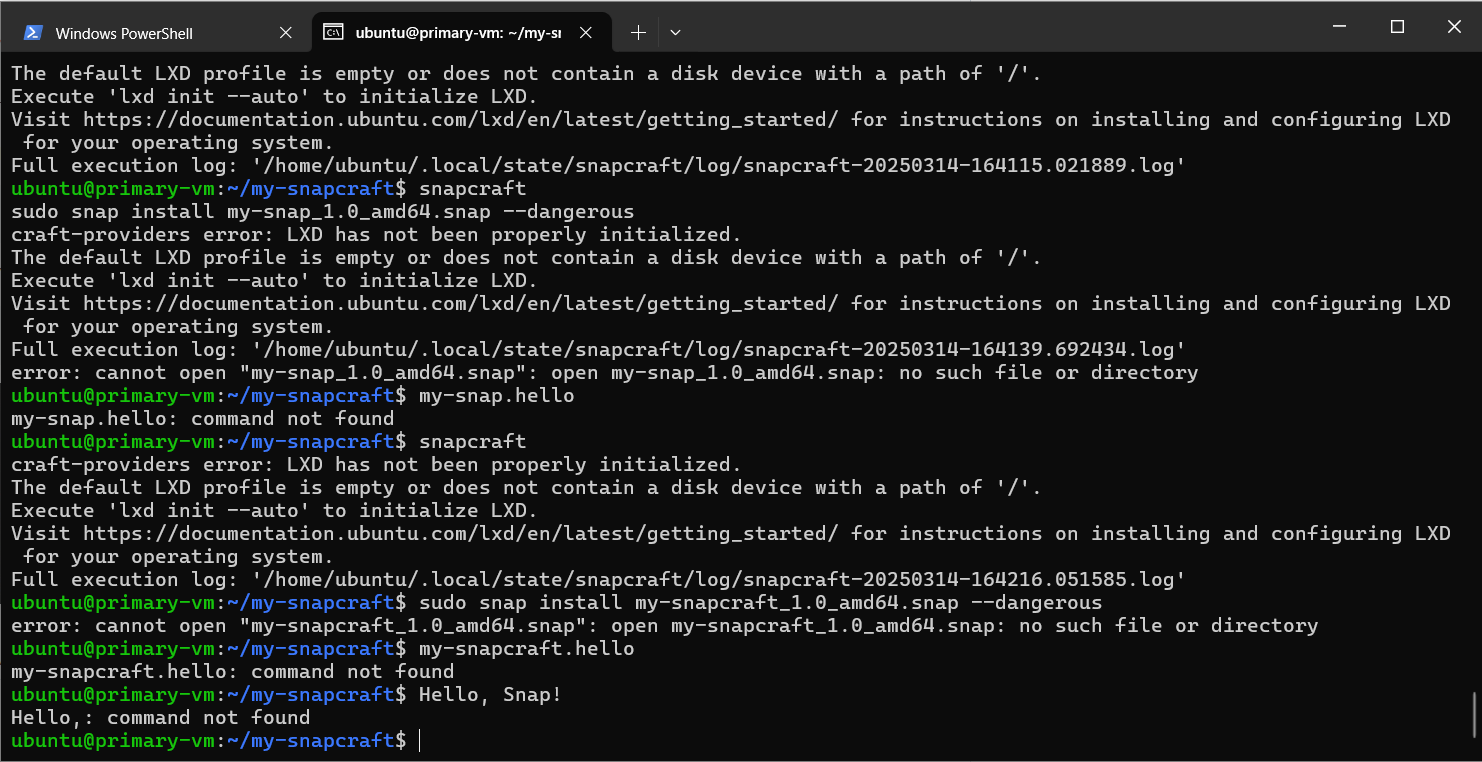 Windows PowerShell
ubuntu@primary-vm: ~/my-sı
The default LXD profile is empty or does not contain a disk device with a path of '/'.
Execute 'lxd init --auto' to initialize LXD.
Visit https://documentation.ubuntu.com/lxd/en/latest/getting_started/ for instructions on installing and configuring LXD
 for your operating system.
Full execution log: '/home/ubuntu/.local/state/snapcraft/log/snapcraft-20250314-164115.021889.log'
ubuntu@primary-vm:~/my-snapcraft$ snapcraft
sudo snap install my-snap_1.0_amd64.snap --dangerous
craft-providers error: LXD has not been properly initialized.
The default LXD profile is empty or does not contain a disk device with a path of '/'.
Execute 'lxd init --auto' to initialize LXD.
Visit https://documentation.ubuntu.com/lxd/en/latest/getting_started/ for instructions on installing and configuring LXD
 for your operating system.
Full execution log: '/home/ubuntu/.local/state/snapcraft/log/snapcraft-20250314-164139.692434.log'
error: cannot open "my-snap_1.0_amd64.snap": open my-snap_1.0_amd64.snap: no such file or directory
ubuntu@primary-vm:~/my-snapcraft$ my-snap.hello
my-snap.hello: command not found
ubuntu@primary-vm:~/my-snapcraft$ snapcraft
craft-providers error: LXD has not been properly initialized.
The default LXD profile is empty or does not contain a disk device with a path of '/'.
Execute 'lxd init --auto' to initialize LXD.
Visit https://documentation.ubuntu.com/lxd/en/latest/getting_started/ for instructions on installing and configuring LXD
 for your operating system.
Full execution log: '/home/ubuntu/.local/state/snapcraft/log/snapcraft-20250314-164216.051585.log'
ubuntu@primary-vm:~/my-snapcraft$ sudo snap install my-snapcraft_1.0_amd64.snap --dangerous
error: cannot open "my-snapcraft_1.0_amd64.snap": open my-snapcraft_1.0_amd64.snap: no such file or directory
ubuntu@primary-vm:~/my-snapcraft$ my-snapcraft.hello
my-snapcraft.hello: command not found
ubuntu@primary-vm:~/my-snapcraft$ Hello, Snap!
Hello,: command not found
ubuntu@primary-vm:~/my-snapcraft$